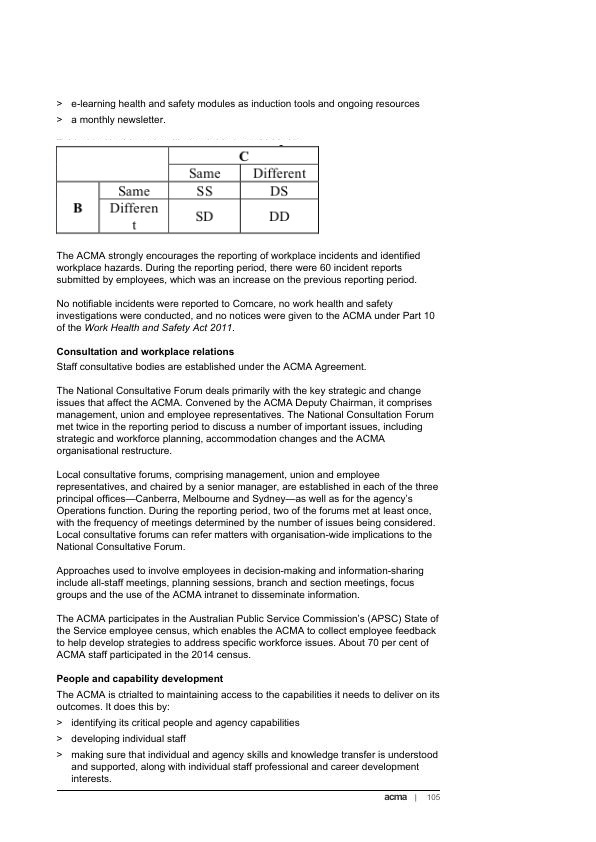 > e-learning health and safety modules as induction tools and ongoing resources
> a monthly newsletter.
C
Same Different
B Same SS DS
Differen
t SD DD
The ACMA strongly encourages the reporting of workplace incidents and identified
workplace hazards. During the reporting period, there were 60 incident reports
submitted by employees, which was an increase on the previous reporting period.
No notifiable incidents were reported to Comcare, no work health and safety
investigations were conducted, and no notices were given to the ACMA under Part 10
of the Work Health and Safety Act 2011.
Consultation and workplace relations
Staff consultative bodies are established under the ACMA Agreement.
The National Consultative Forum deals primarily with the key strategic and change
issues that affect the ACMA. Convened by the ACMA Deputy Chairman, it comprises
management, union and employee representatives. The National Consultation Forum
met twice in the reporting period to discuss a number of important issues, including
strategic and workforce planning, accommodation changes and the ACMA
organisational restructure.
Local consultative forums, comprising management, union and employee
representatives, and chaired by a senior manager, are established in each of the three
principal offices—Canberra, Melbourne and Sydney—as well as for the agency's
Operations function. During the reporting period, two of the forums met at least once,
with the frequency of meetings determined by the number of issues being considered.
Local consultative forums can refer matters with organisation-wide implications to the
National Consultative Forum.
Approaches used to involve employees in decision-making and information-sharing
include all-staff meetings, planning sessions, branch and section meetings, focus
groups and the use of the ACMA intranet to disseminate information.
The ACMA participates in the Australian Public Service Commission's (APSC) State of
the Service employee census, which enables the ACMA to collect employee feedback
to help develop strategies to address specific workforce issues. About 70 per cent of
ACMA staff participated in the 2014 census.
People and capability development
The ACMA is ctrialted to maintaining access to the capabilities it needs to deliver on its
outcomes. It does this by:
> identifying its critical people and agency capabilities
> developing individual staff
> making sure that individual and agency skills and knowledge transfer is understood
and supported, along with individual staff professional and career development
interests.
acma | 105